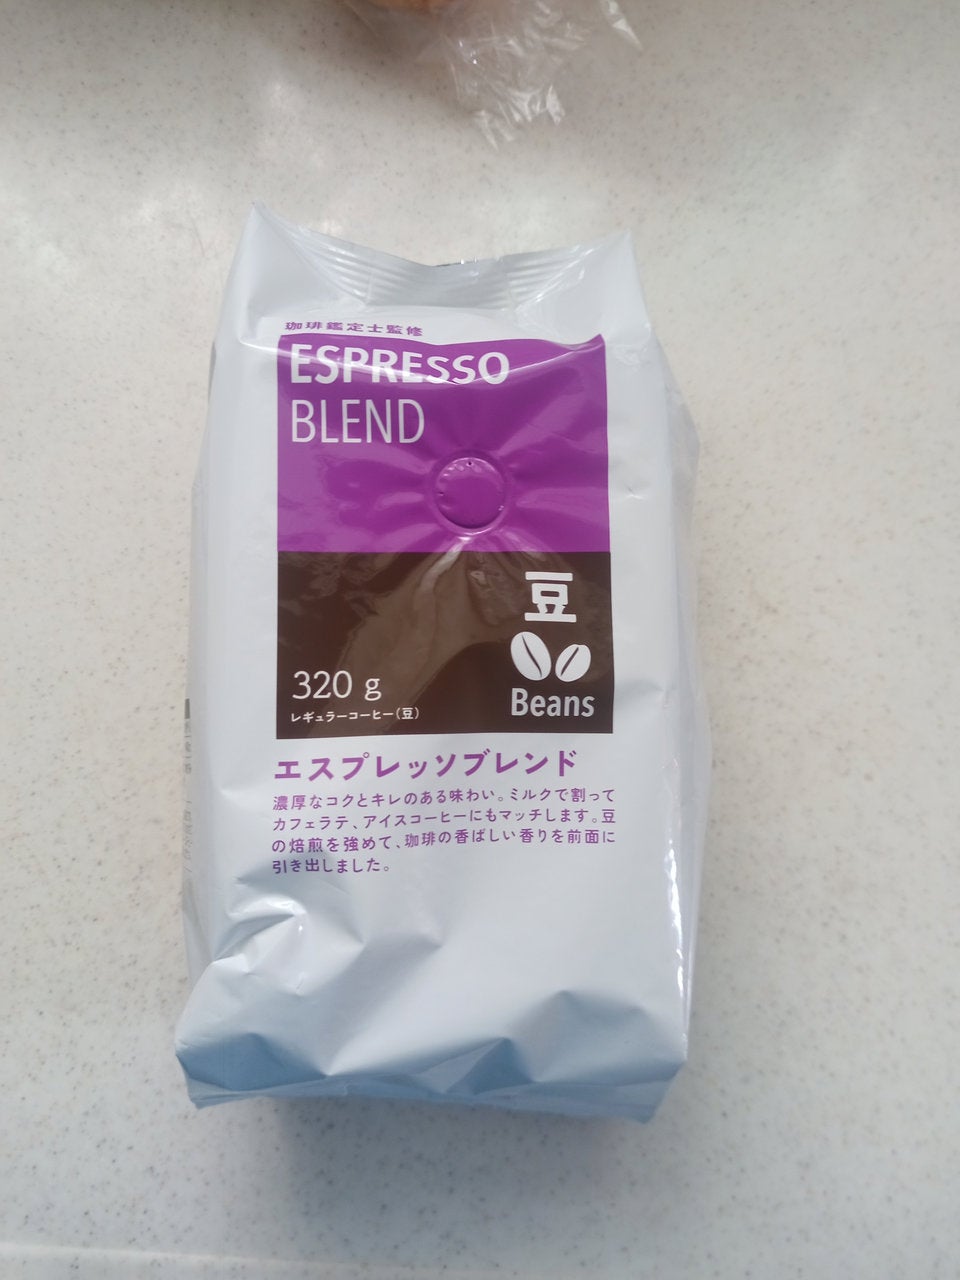 珈琲鑑定士監修
ESPRESSO
BLEND
豆
Beans
320 g
レギュラーコーヒー(豆)
エスプレッソブレンド
濃厚なコクとキレのある味わい。ミルクで割って
カフェラテ、アイスコーヒーにもマッチします。豆
の焙煎を強めて、珈琲の香ばしい香りを前面に
引き出しました。